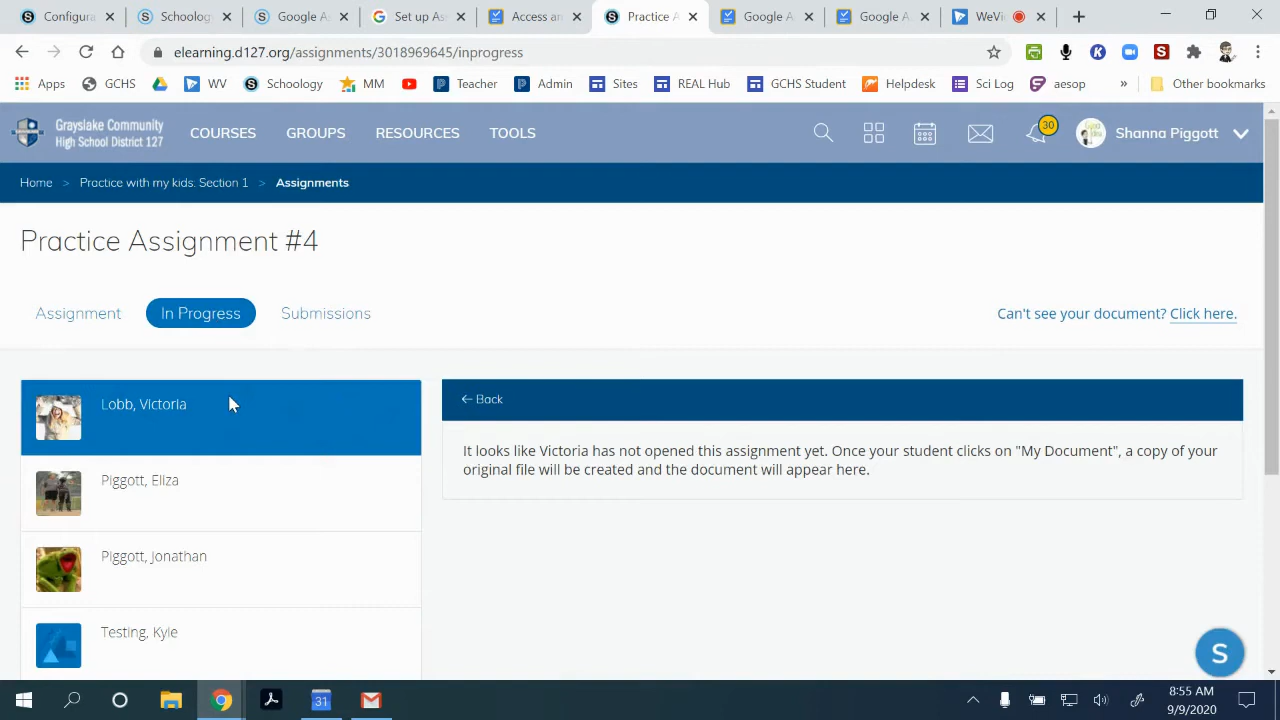 Configura
Schoolog
Google As
Set up As
Access an
Practice A
Google A
Google A
WeVi
elearning.d127.org/assignments/3018969645/inprogress
Apps GCHS WV Schoology MM Teacher Admin Sites REAL Hub GCHS Student Helpdesk Sci Log aesop » Other bookmarks
Grayslake Community
High School District 127
COURSES GROUPS RESOURCES TOOLS
30
Shanna Piggott
Home > Practice with my kids: Section 1 > Assignments
Practice Assignment #4
Assignment In Progress Submissions
Can't see your document? Click here.
Lobb, Victoria
Piggott, Eliza
Piggott, Jonathan
Testing, Kyle
← Back
It looks like Victoria has not opened this assignment yet. Once your student clicks on "My Document", a copy of your
original file will be created and the document will appear here.
S
31
8:55 AM
9/9/2020